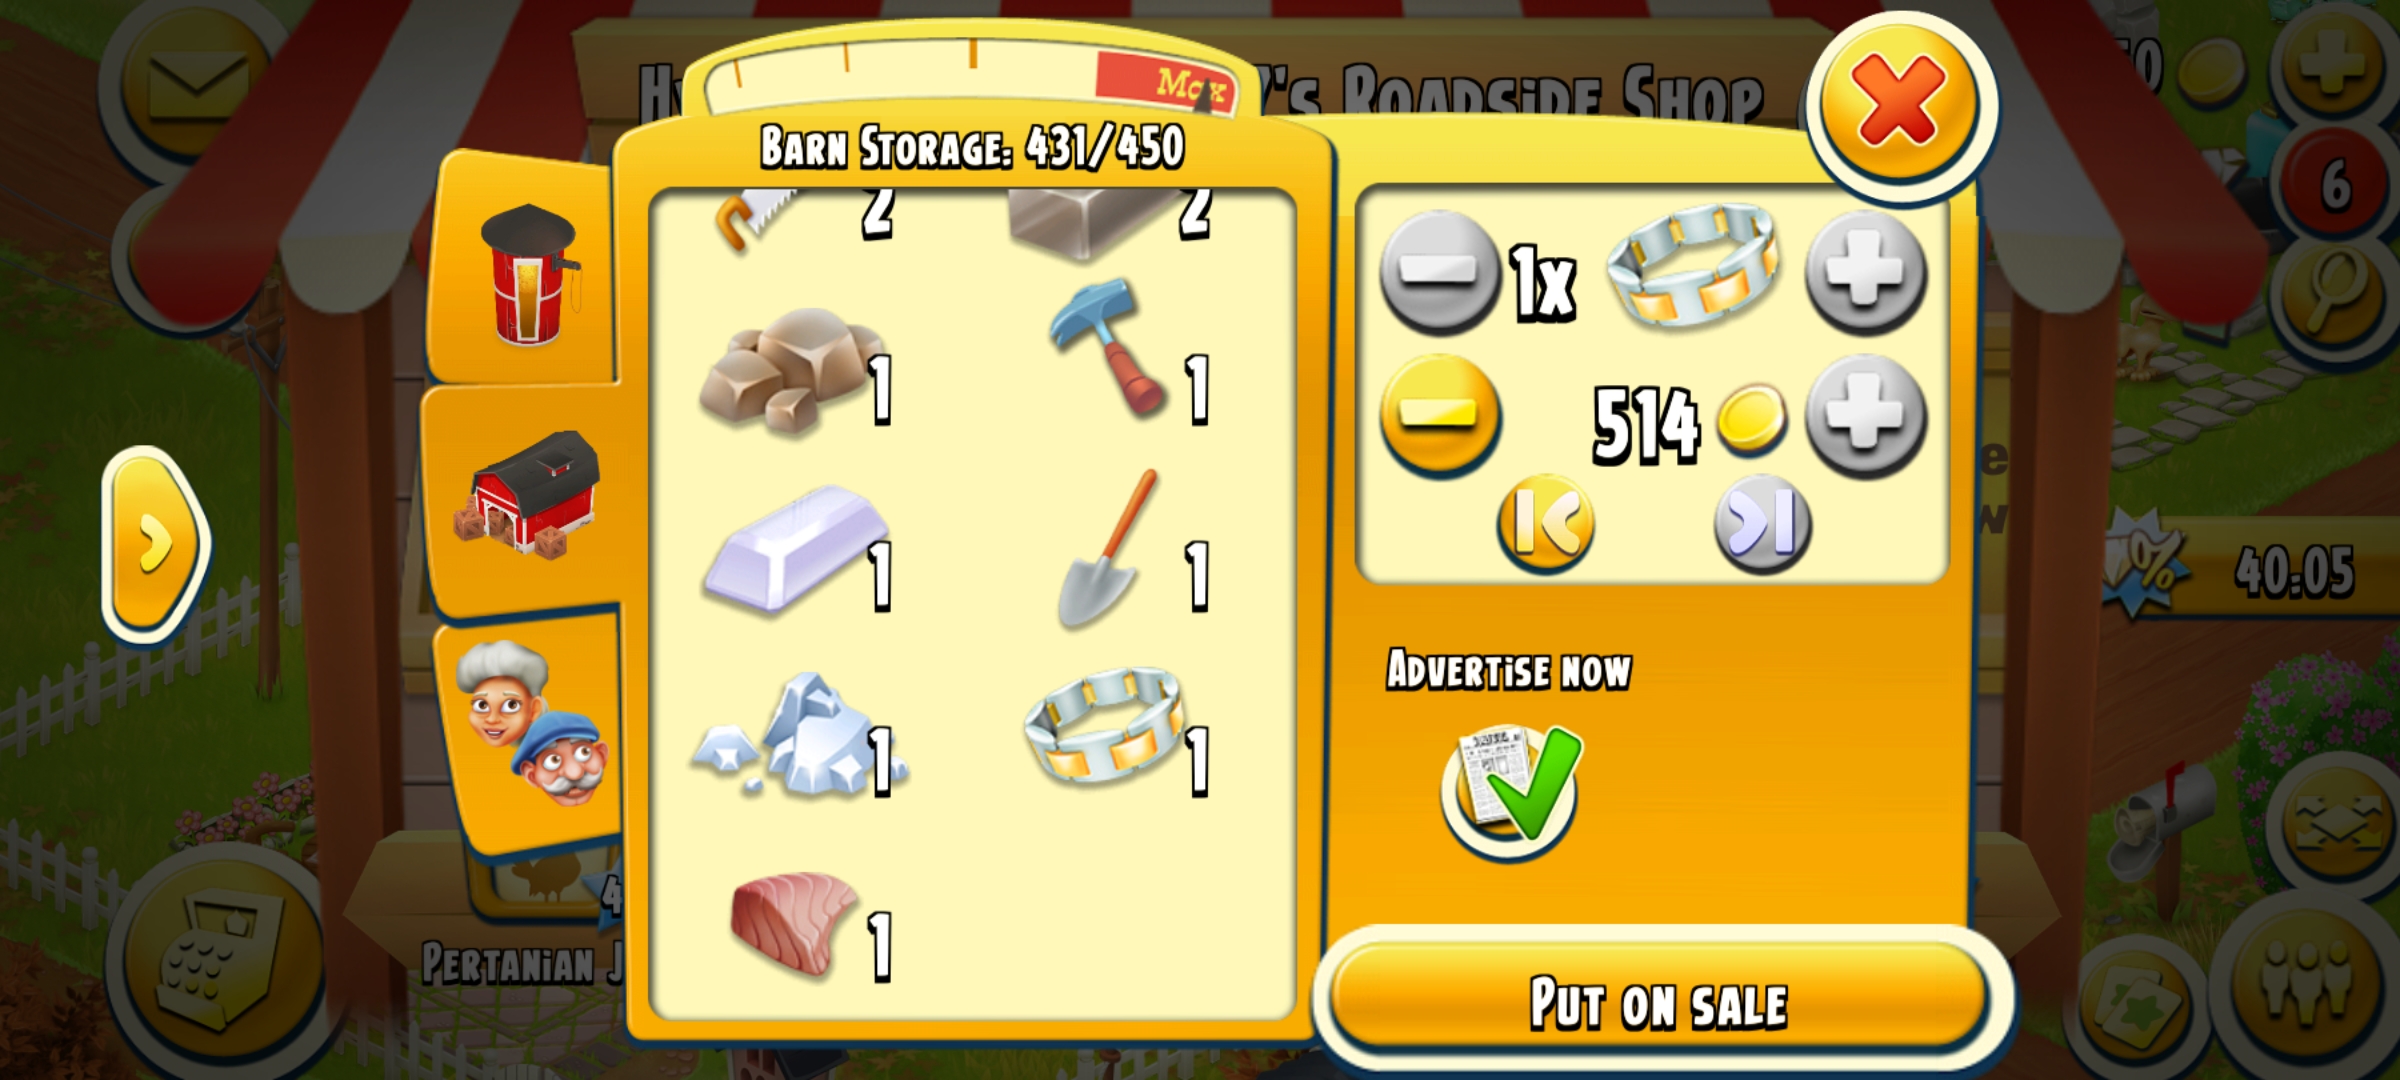 Max
'S ROADSIDE SHOP
BARN STORAGE: 431/450
2
2
1
1
1
1
1
1
1
1x
514
6
40:05
ADVERTISE NOW
PERTANIAN J
PUT ON SALE